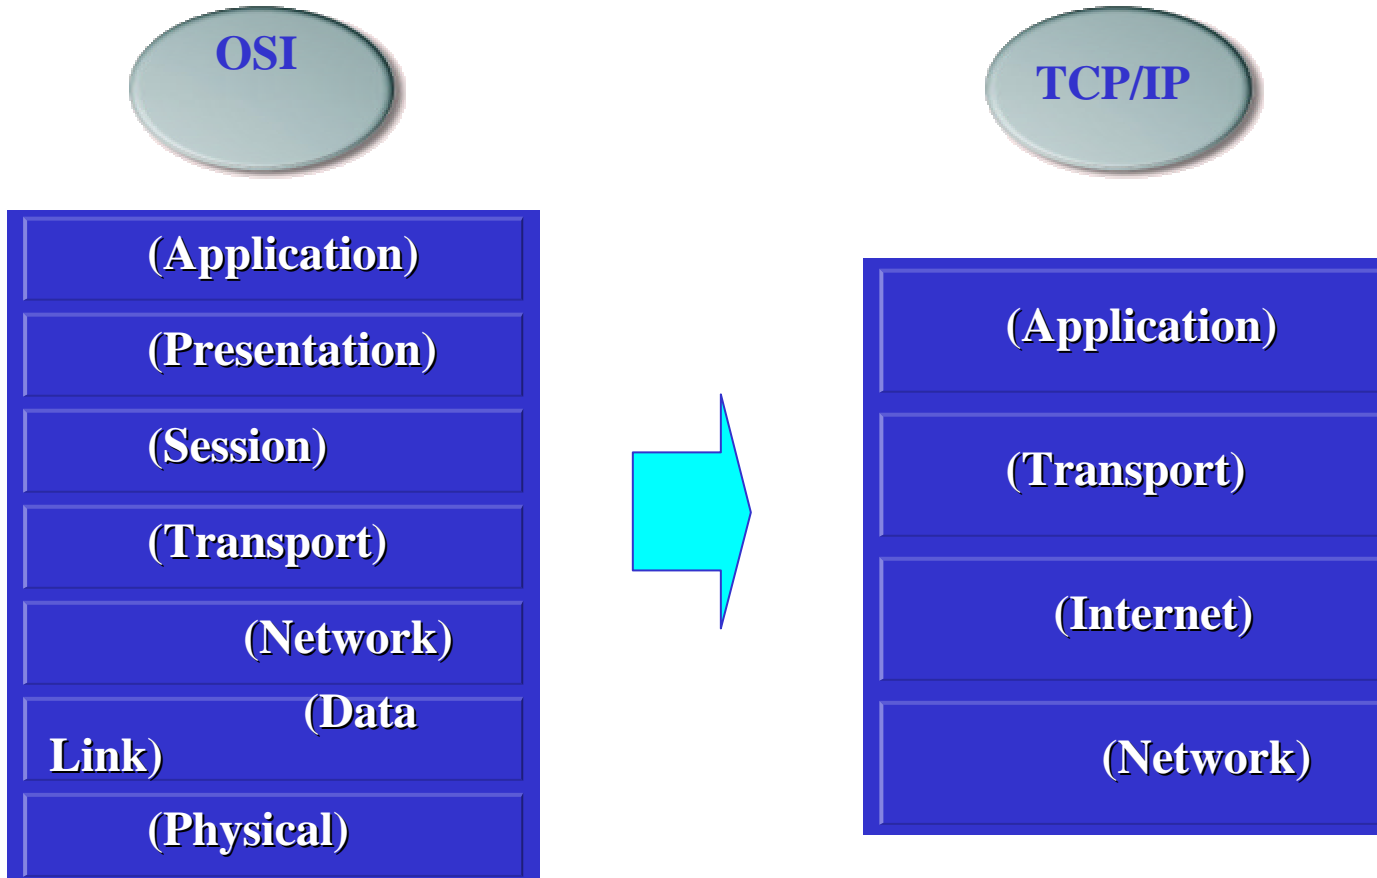 OSI
(Application)
(Presentation)
(Session)
(Transport)
(Network)
(Data
Link)
(Physical)
TCP/IP
(Application)
(Transport)
(Internet)
(Network)